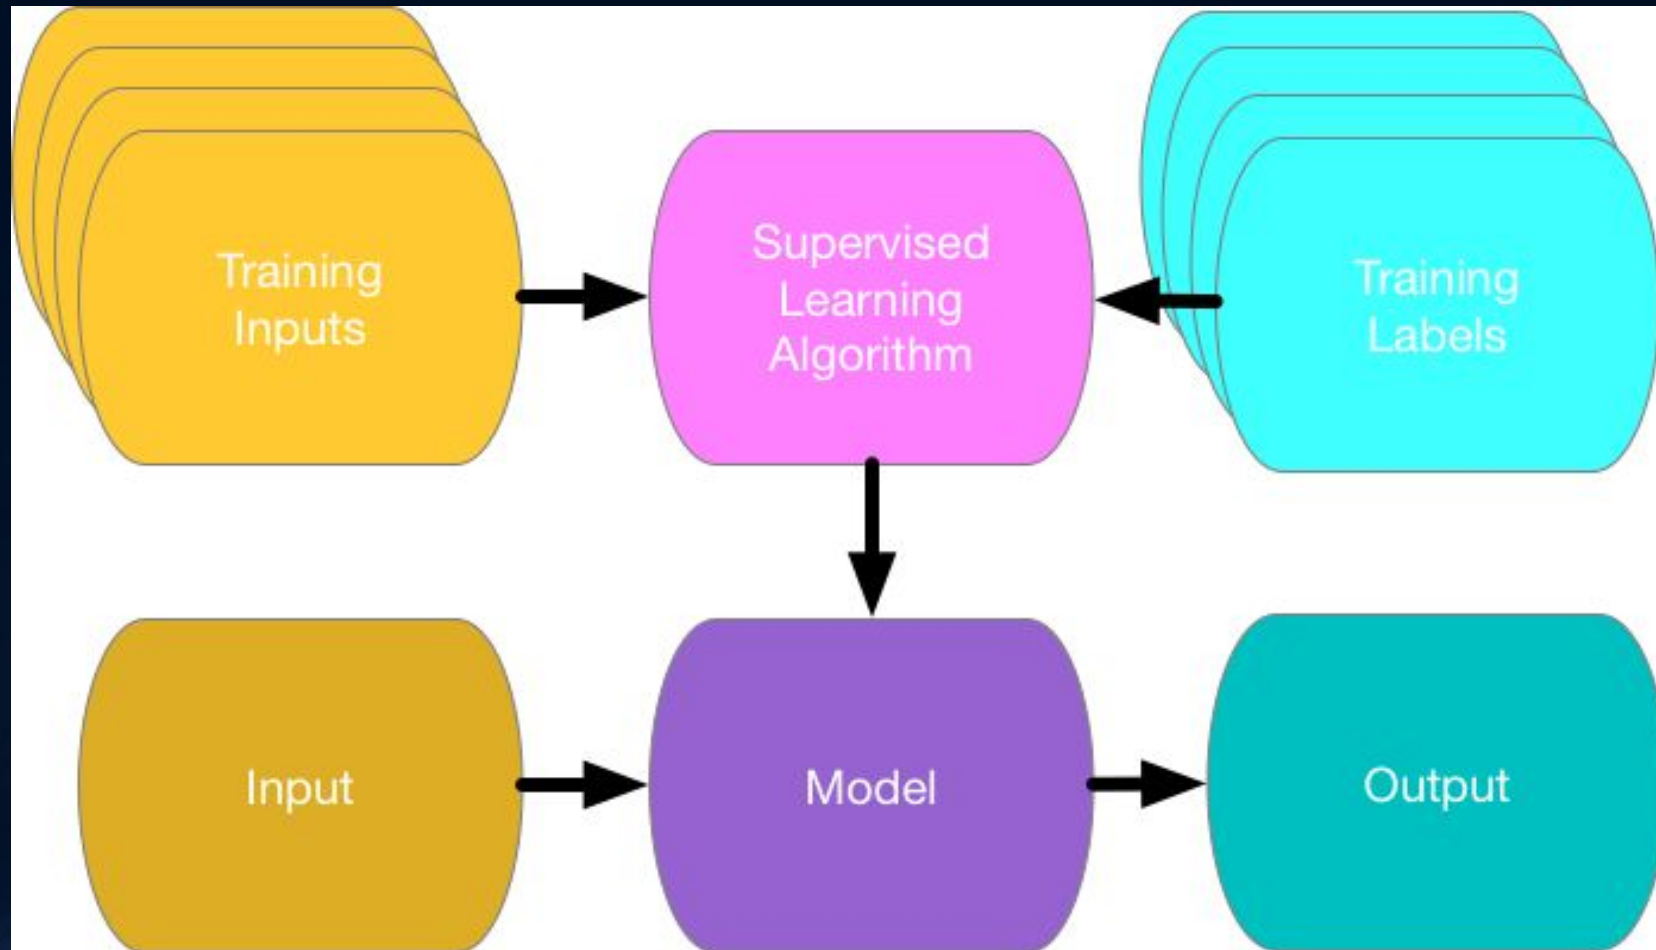 Training
Inputs
Supervised
Learning
Algorithm
Training
Labels
Input
Model
Output